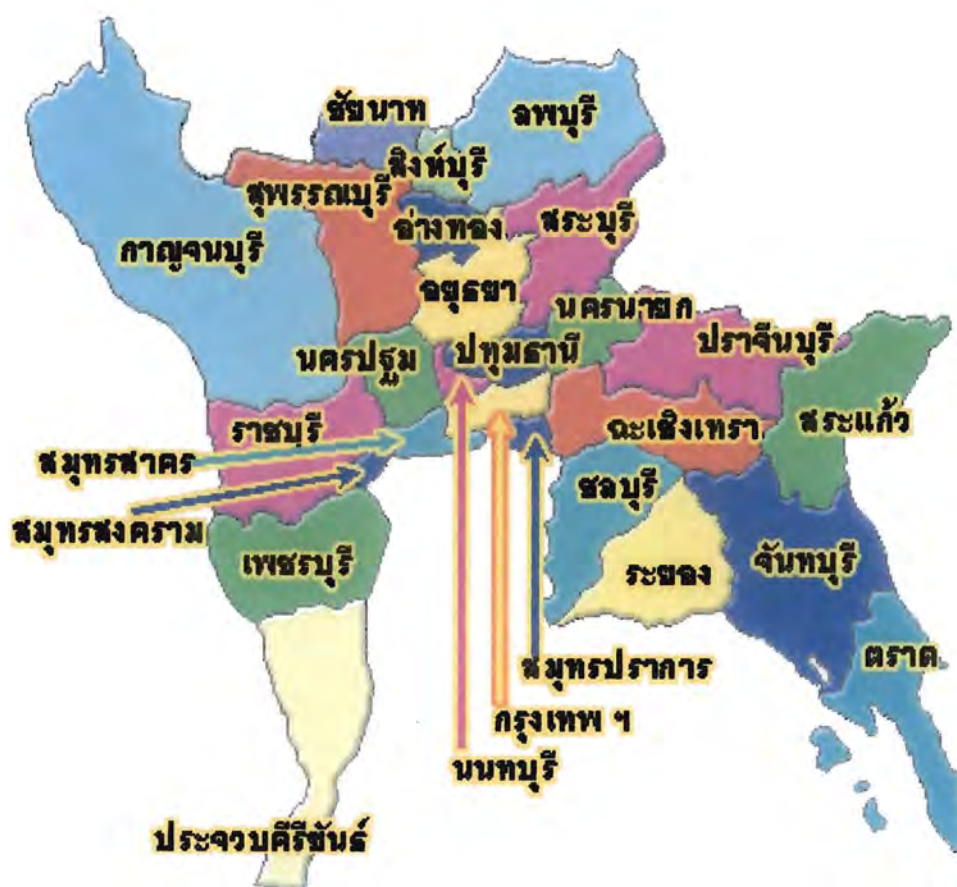 ชัยนาท
ลพบุรี
สิงห์บุรี
สุพรรณบุรี
อ่างทอง
สระบุรี
กาญจนบุรี
อยุธยา
นครนายก
ปราจีนบุรี
นครปฐม
ปทุมธานี
สระแก้ว
ราชบุรี
ฉะเชิงเทรา
สมุทรสาคร
ชลบุรี
สมุทรสงคราม
เพชรบุรี
ระยอง
จันทบุรี
ตราด
สมุทรปราการ
กรุงเทพ ฯ
นนทบุรี
ประจวบคีรีขันธ์